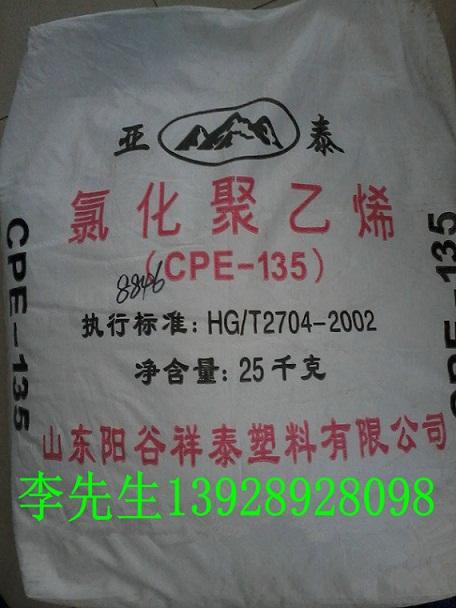 亚 泰
氯化聚乙烯
（CPE-135）
8846
执行标准：HG/T2704-2002
净含量：25千克
山东阳谷祥泰塑料有限公司
李先生13928928098
CPE-135
CPE-135